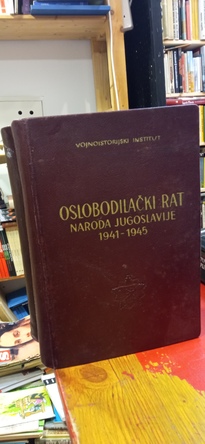 VOJNOISTORIJSKI INSTITUT
OSLOBODILAČKI RAT
NARODA JUGOSLAVIJE
1941-1945